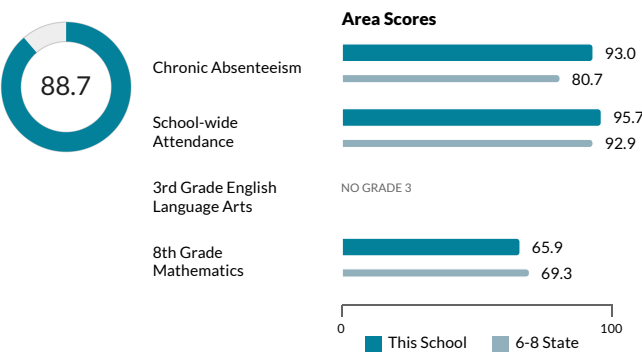 88.7
Area Scores
Chronic Absenteeism
93.0
80.7
School-wide
Attendance
95.7
92.9
3rd Grade English
Language Arts
NO GRADE 3
8th Grade
Mathematics
65.9
69.3
0
100
This School
6-8 State